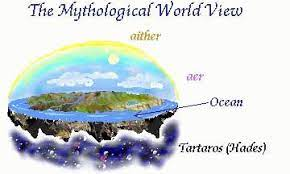 The Mythological World View
aither
aer
Ocean
Tartaros (Hades)